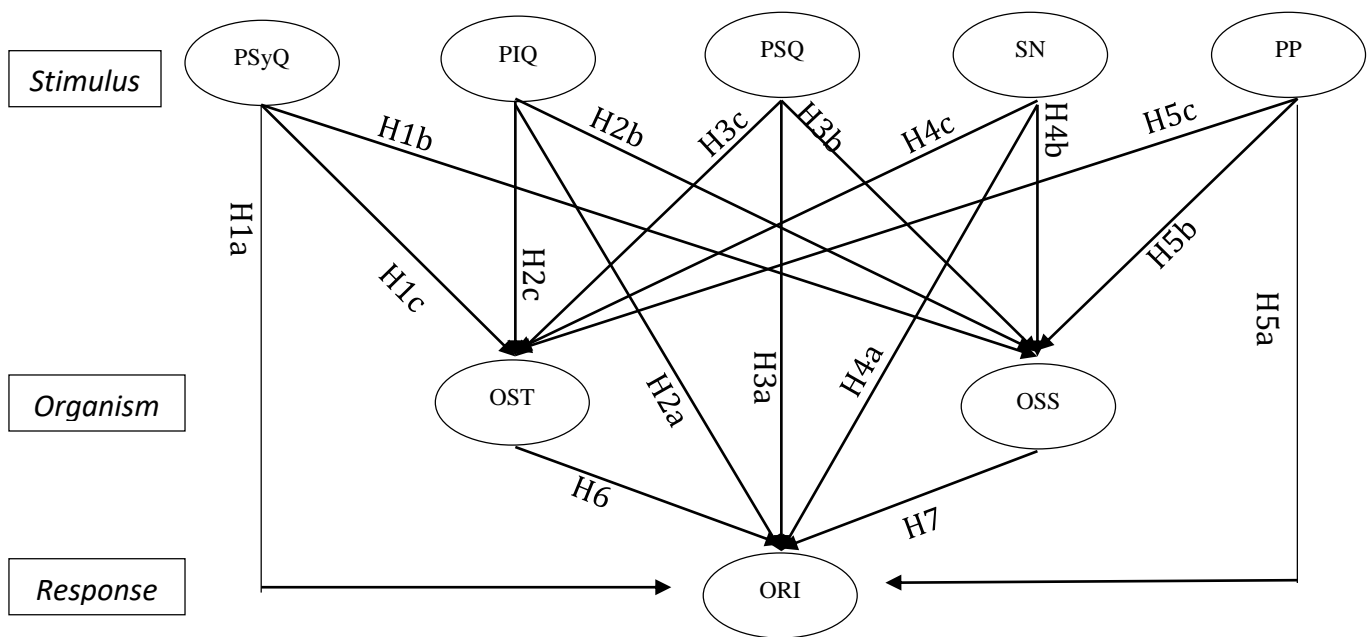 Stimulus
PSyQ
PIQ
PSQ
SN
PP
H1b
H2b
H3c
H3b
H4c
H4b
H5c
H1a
H1c
H2c
H5b
H5a
H2a
H3a
H4a
Organism
OST
OSS
H6
H7
Response
ORI